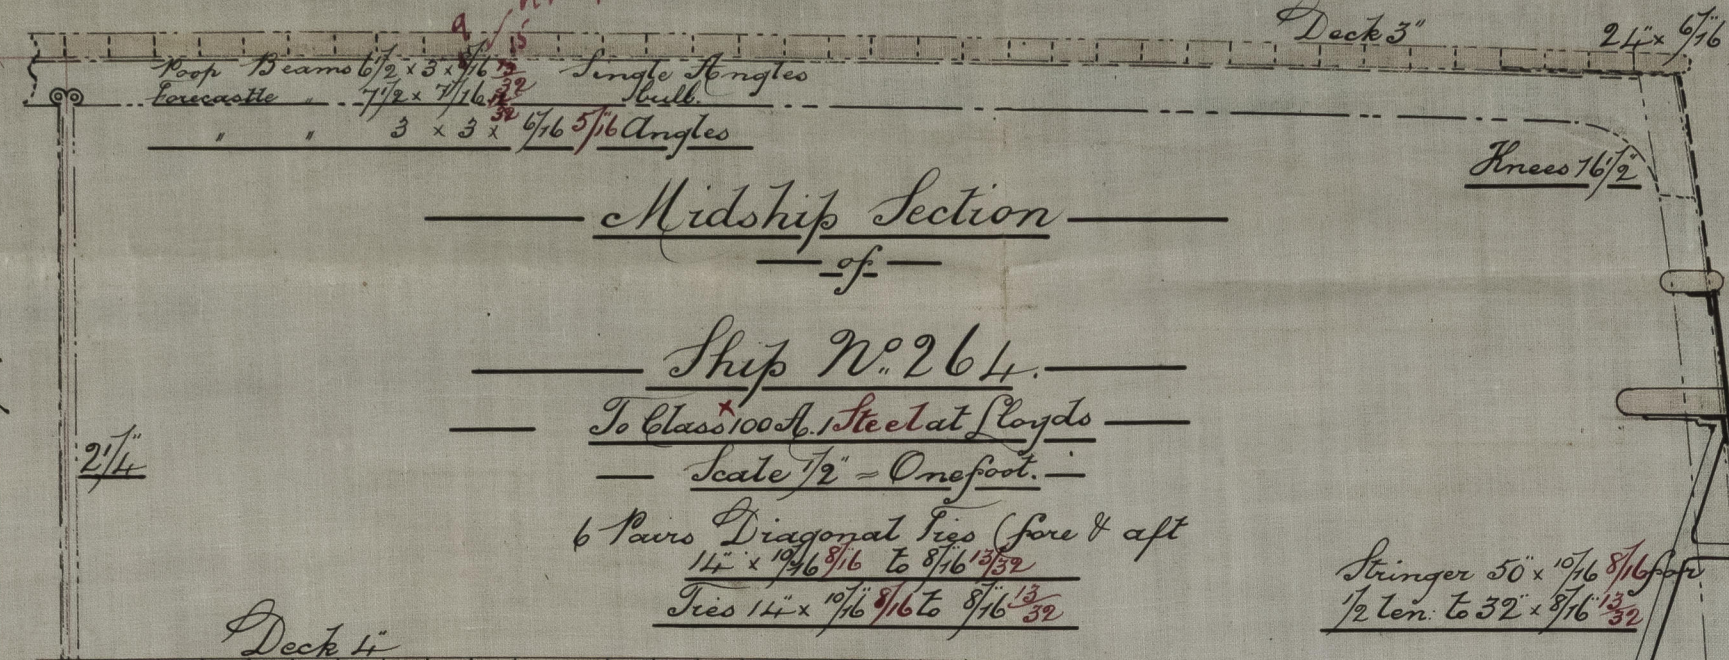 Deck 3" 24" x 6/16"
Poop Beams 6 1/2 x 3 x 8/16 13/32 Single Angles
Forecastle " 7 1/2 x 7/16 bulb
" " 3 x 3 x 6/16 5/16" Angles
Knees 16 1/2"
Midship Section
of
Ship No. 264.
To Class x 100 A.1 Steel at Lloyds
2 1/4"
Scale 1/2" = One foot.
6 Pairs Diagonal Ties (fore & aft
14" x 10/16" 8/16 to 8/16" 13/32
Ties 14" x 10/16" 8/16 to 8/16" 13/32
Stringer 50" x 10/16" 8/16 for
1/2 len: to 32" x 8/16" 13/32
Deck 4"